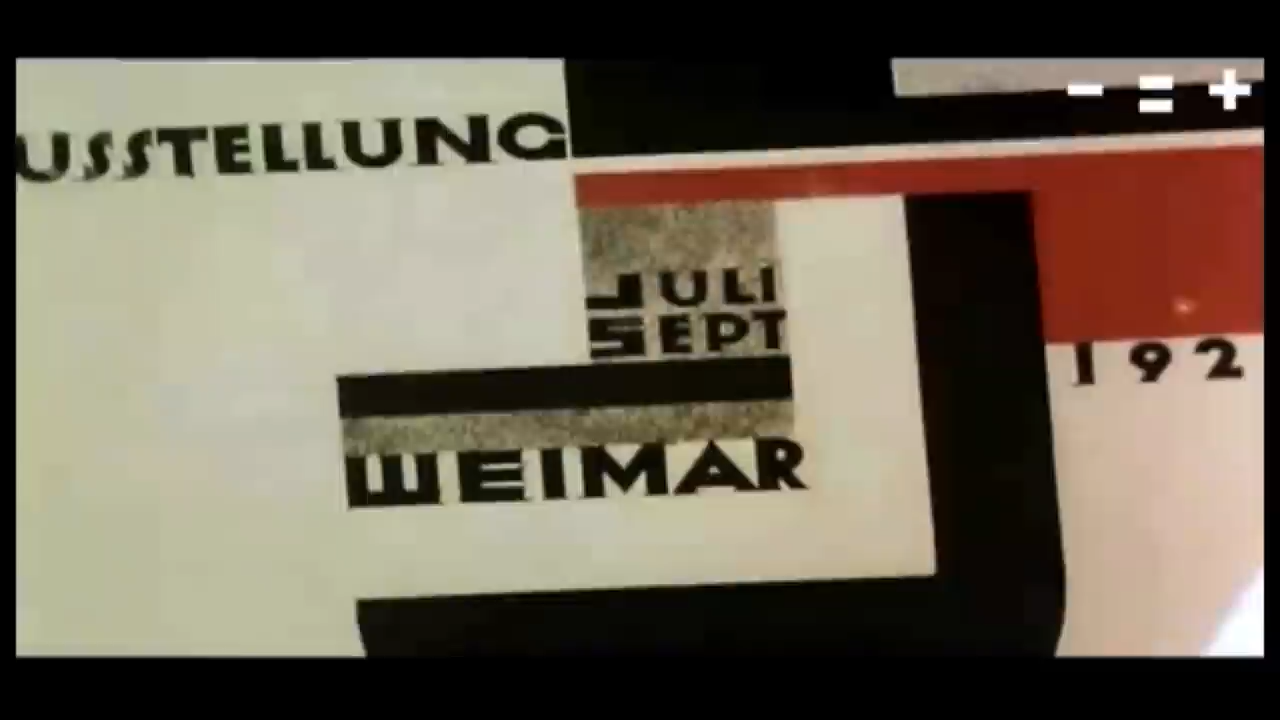 USSTELLUNG
JULI
SEPT
192
WEIMAR
- = +